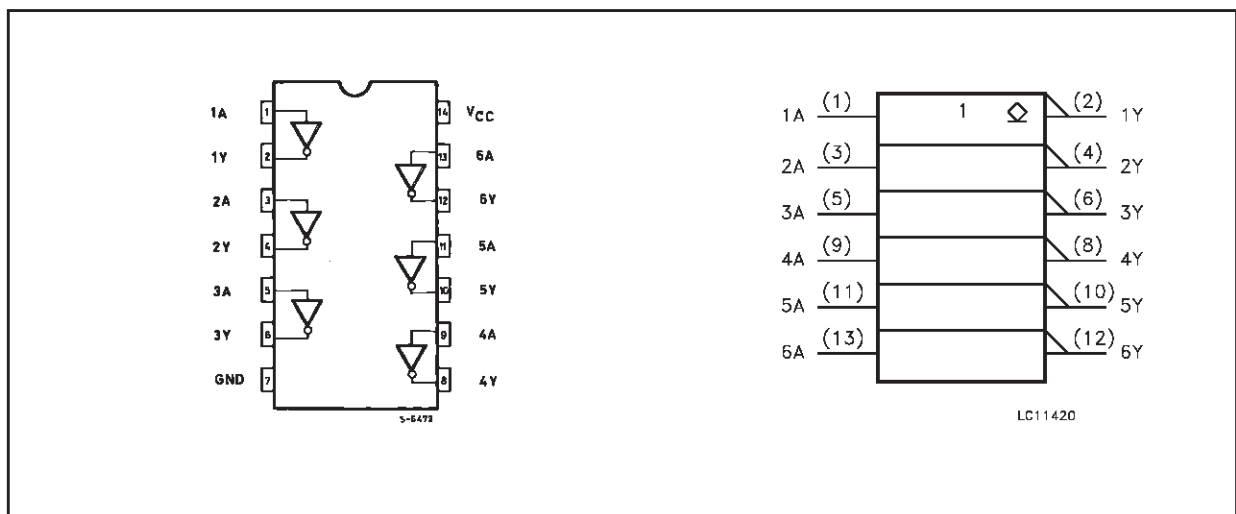 1A 1 14 VCC
13 6A
1Y 2
12 6Y
2A 3
11 5A
2Y 4
10 5Y
3A 5
9 4A
3Y 6
GND 7 8 4Y
S-6473
1A (1) 1 (2) 1Y
2A (3) (4) 2Y
3A (5) (6) 3Y
4A (9) (8) 4Y
5A (11) (10) 5Y
6A (13) (12) 6Y
LC11420